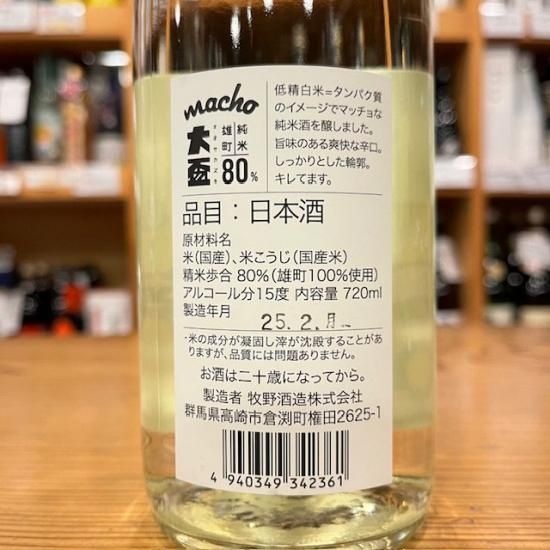 macho
大盃
オオサカズキ
純米
雄町
80%
低精白米=タンパク質
のイメージでマッチョな
純米酒を醸しました。
旨味のある爽快な辛口。
しっかりとした輪郭。
キレてます。
品目：日本酒
原材料名
米(国産)、米こうじ(国産米)
精米歩合 80%(雄町100%使用)
アルコール分15度 内容量 720ml
製造年月
25.2.月
・米の成分が凝固し滓が沈殿することがあ
りますが、品質には問題ありません。
お酒は二十歳になってから。
製造者 牧野酒造株式会社
群馬県高崎市倉渕町権田2625-1
4 940349 342361